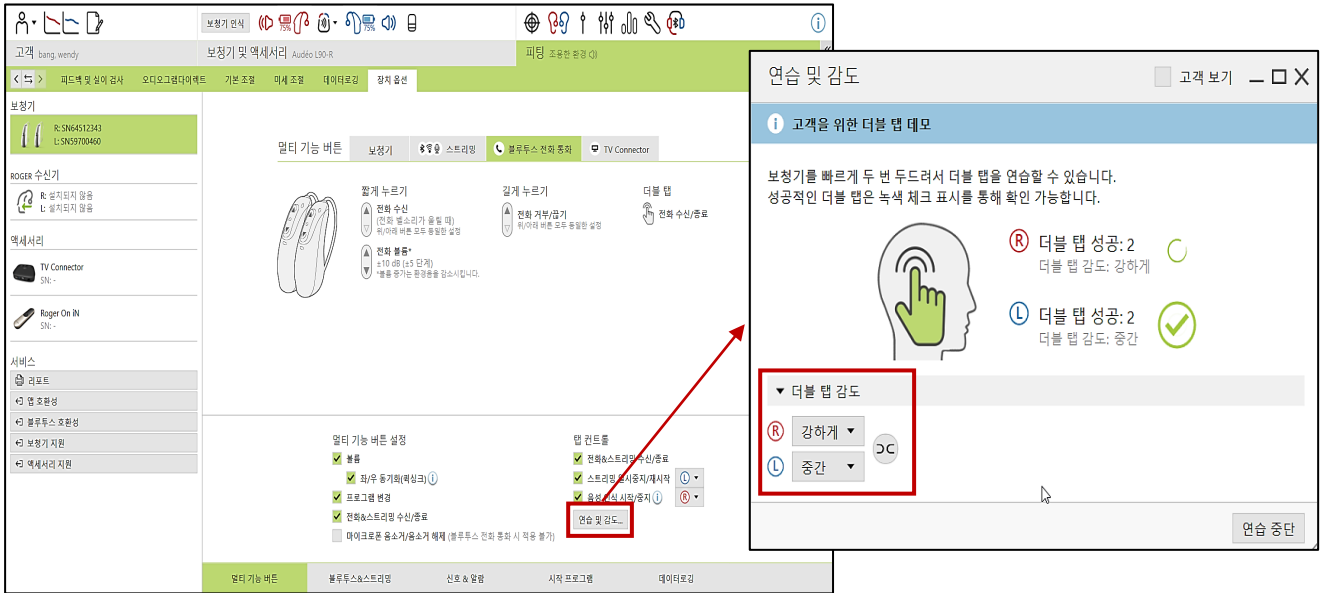 보청기 인식
75%
75%
고객 bang, wendy
보청기 및 액세서리 Audéo L90-R
피팅 조용한 환경
피드백 및 실이 검사
오디오그램다이렉트
기본 조절
미세 조절
데이터로깅
장치 옵션
보청기
R: SN64512343
L: SN59700460
ROGER 수신기
R: 설치되지 않음
L: 설치되지 않음
액세서리
TV Connector
SN: -
Roger On iN
SN: -
서비스
리포트
앱 호환성
블루투스 호환성
보청기 지원
액세서리 지원
멀티 기능 버튼
보청기
스트리밍
블루투스 전화 통화
TV Connector
짧게 누르기
전화 수신
(전화 벨소리가 울릴 때)
위/아래 버튼 모두 동일한 설정
전화 볼륨*
±10 dB (±5 단계)
*볼륨 증가는 환경음을 감소시킵니다.
길게 누르기
전화 거부/끊기
위/아래 버튼 모두 동일한 설정
더블 탭
전화 수신/종료
멀티 기능 버튼 설정
볼륨
좌/우 동기화(퀵싱크)
프로그램 변경
전화&스트리밍 수신/종료
마이크로폰 음소거/음소거 해제 (블루투스 전화 통화 시 적용 불가)
탭 컨트롤
전화&스트리밍 수신/종료
스트리밍 일시중지/재시작 L
음성 인식 시작/중지 R
연습 및 감도...
멀티 기능 버튼
블루투스&스트리밍
신호 & 알람
시작 프로그램
데이터로깅
연습 및 감도
고객 보기
고객을 위한 더블 탭 데모
보청기를 빠르게 두 번 두드려서 더블 탭을 연습할 수 있습니다.
성공적인 더블 탭은 녹색 체크 표시를 통해 확인 가능합니다.
R 더블 탭 성공: 2
더블 탭 감도: 강하게
L 더블 탭 성공: 2
더블 탭 감도: 중간
더블 탭 감도
R 강하게
L 중간
연습 중단